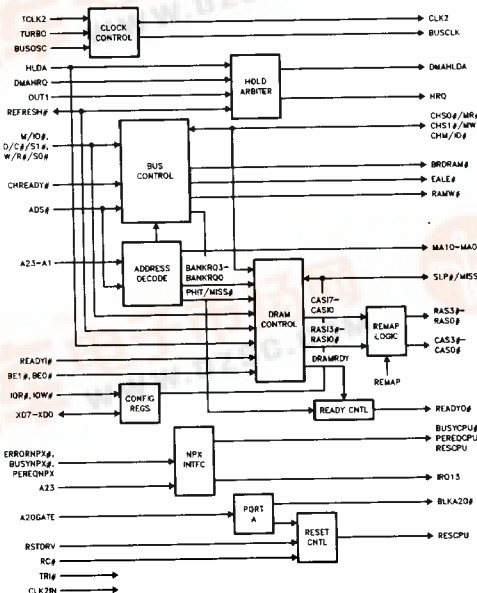 TCLK2
TURBO
BUSOSC
CLOCK
CONTROL
CLK2
BUSCLK
HLDA
DMAHRQ
OUT1
REFRESH#
HOLD
ARBITER
DMAHLDA
HRQ
M/IO#,
D/C#/S1#,
W/R#/S0#
CHREADY#
ADS#
BUS
CONTROL
CHS0#/MR#
CHS1#/MW
CHM/IO#
BRDRAM#
EALE#
RAMW#
A23-A1
ADDRESS
DECODE
BANKRQ3-
BANKRQ0
PHIT/MISS#
MA10-MA0
SLP#/MISS
DRAM
CONTROL
CASI7-
CASI0
RASI3#-
RASI0#
DRAMRDY
REMAP
LOGIC
RAS3#-
RAS0#
CAS3#-
CAS0#
REMAP
READYI#
BE1#, BE0#
IOR#, IOW#
XD7-XD0
CONFIG
REGS
READY CNTL
READYO#
ERRORNPX#,
BUSYNPX#,
PEREQNPX
A23
NPX
INTFC
BUSYCPU#
PEREQCPU
RESCPU
IRQ13
A20GATE
PORT
A
BLKA20#
RSTDRV
RC#
RESET
CNTL
RESCPU
TRI#
CLK2IN